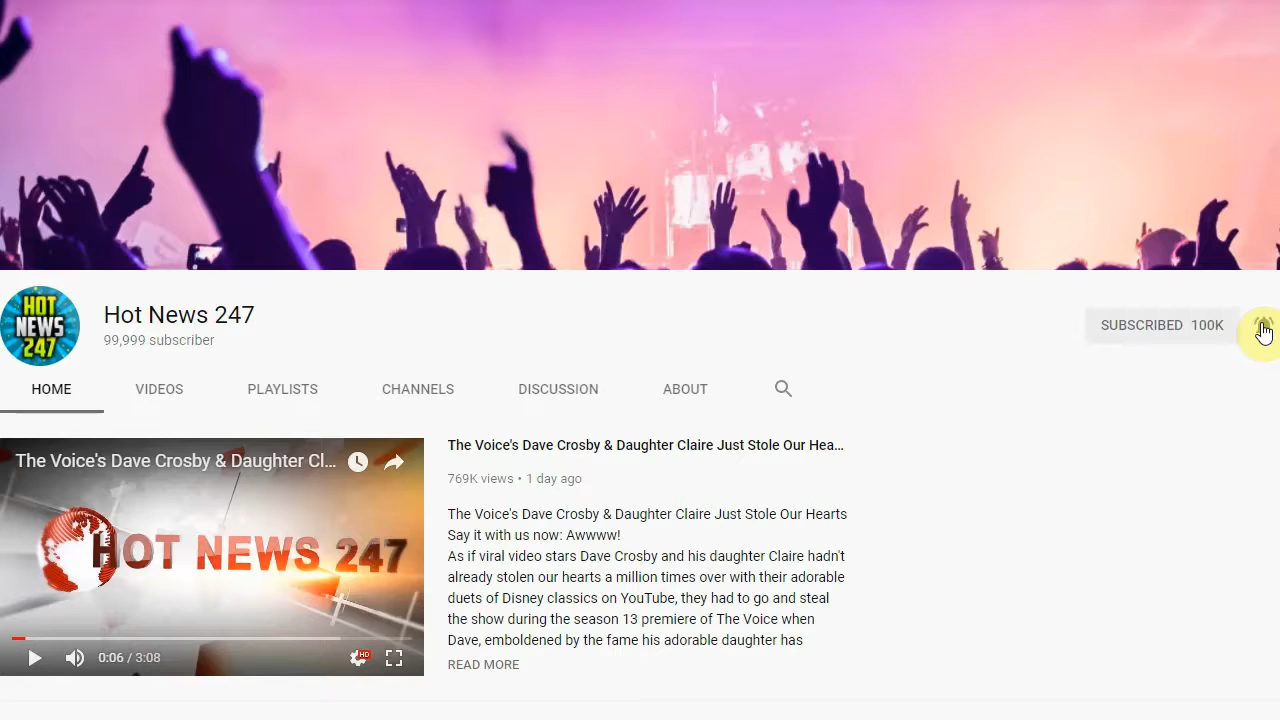 HOT
NEWS
247
Hot News 247
99,999 subscriber
SUBSCRIBED 100K
HOME VIDEOS PLAYLISTS CHANNELS DISCUSSION ABOUT
The Voice's Dave Crosby & Daughter Cl...
HOT NEWS 247
0:06 / 3:08
HD
The Voice's Dave Crosby & Daughter Claire Just Stole Our Hea...
769K views • 1 day ago
The Voice's Dave Crosby & Daughter Claire Just Stole Our Hearts
Say it with us now: Awwww!
As if viral video stars Dave Crosby and his daughter Claire hadn't
already stolen our hearts a million times over with their adorable
duets of Disney classics on YouTube, they had to go and steal
the show during the season 13 premiere of The Voice when
Dave, emboldened by the fame his adorable daughter has
READ MORE